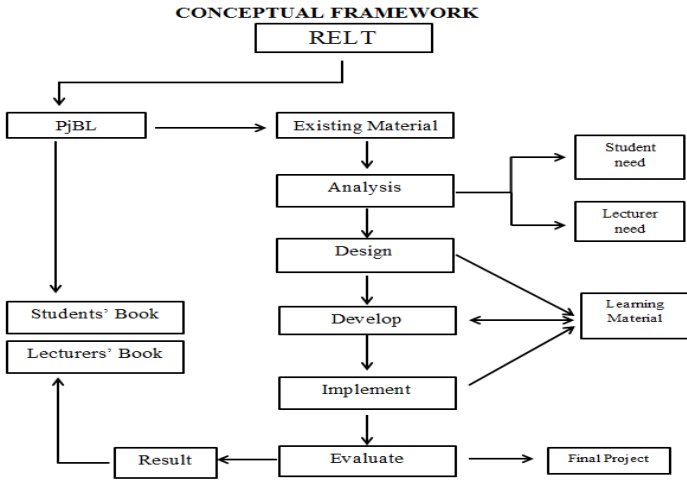 CONCEPTUAL FRAMEWORK
RELT
PjBL
Existing Material
Student
need
Analysis
Lecturer
need
Design
Students' Book
Develop
Learning
Material
Lecturers' Book
Implement
Result
Evaluate
Final Project